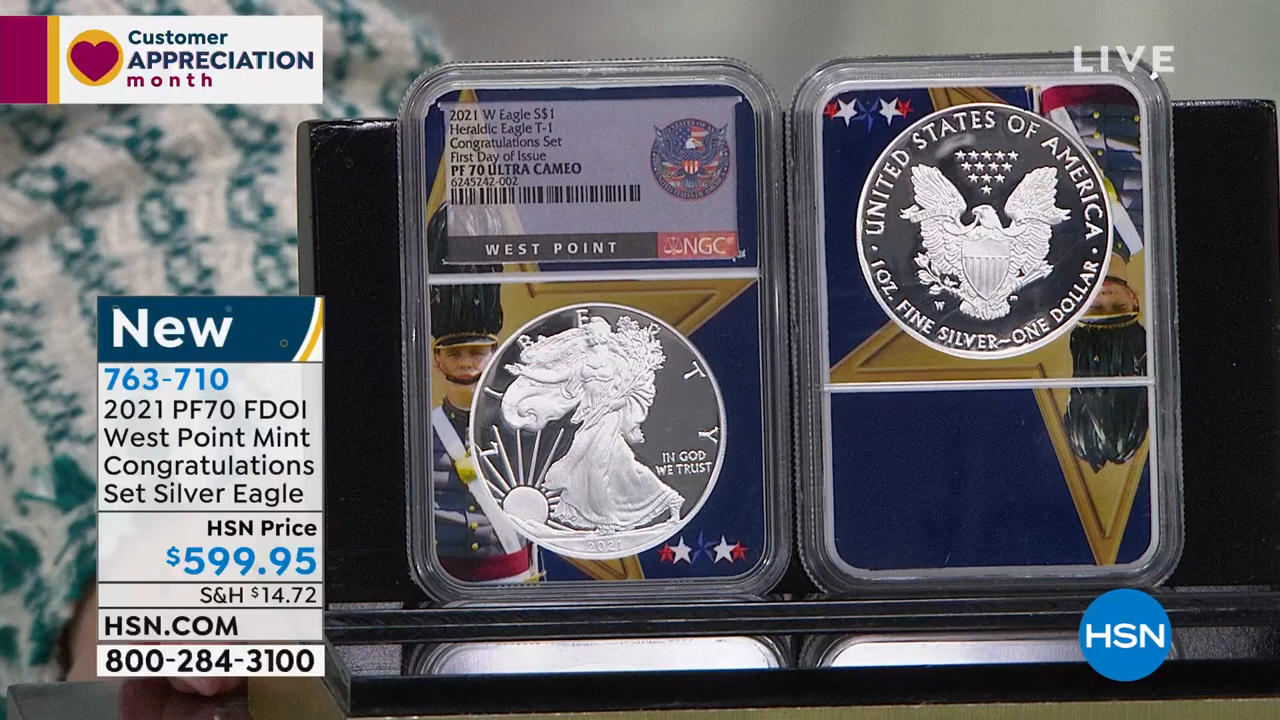 Customer
APPRECIATION
month
LIVE
New
763-710
2021 PF70 FDOI
West Point Mint
Congratulations
Set Silver Eagle
HSN Price
$599.95
S&H $14.72
HSN.COM
800-284-3100
2021 W Eagle S$1
Heraldic Eagle T-1
Congratulations Set
First Day of Issue
PF 70 ULTRA CAMEO
6245242-002
WEST POINT NGC
LIBERTY
IN GOD
WE TRUST
2021
UNITED STATES OF AMERICA
1 OZ. FINE SILVER~ONE DOLLAR
W
HSN